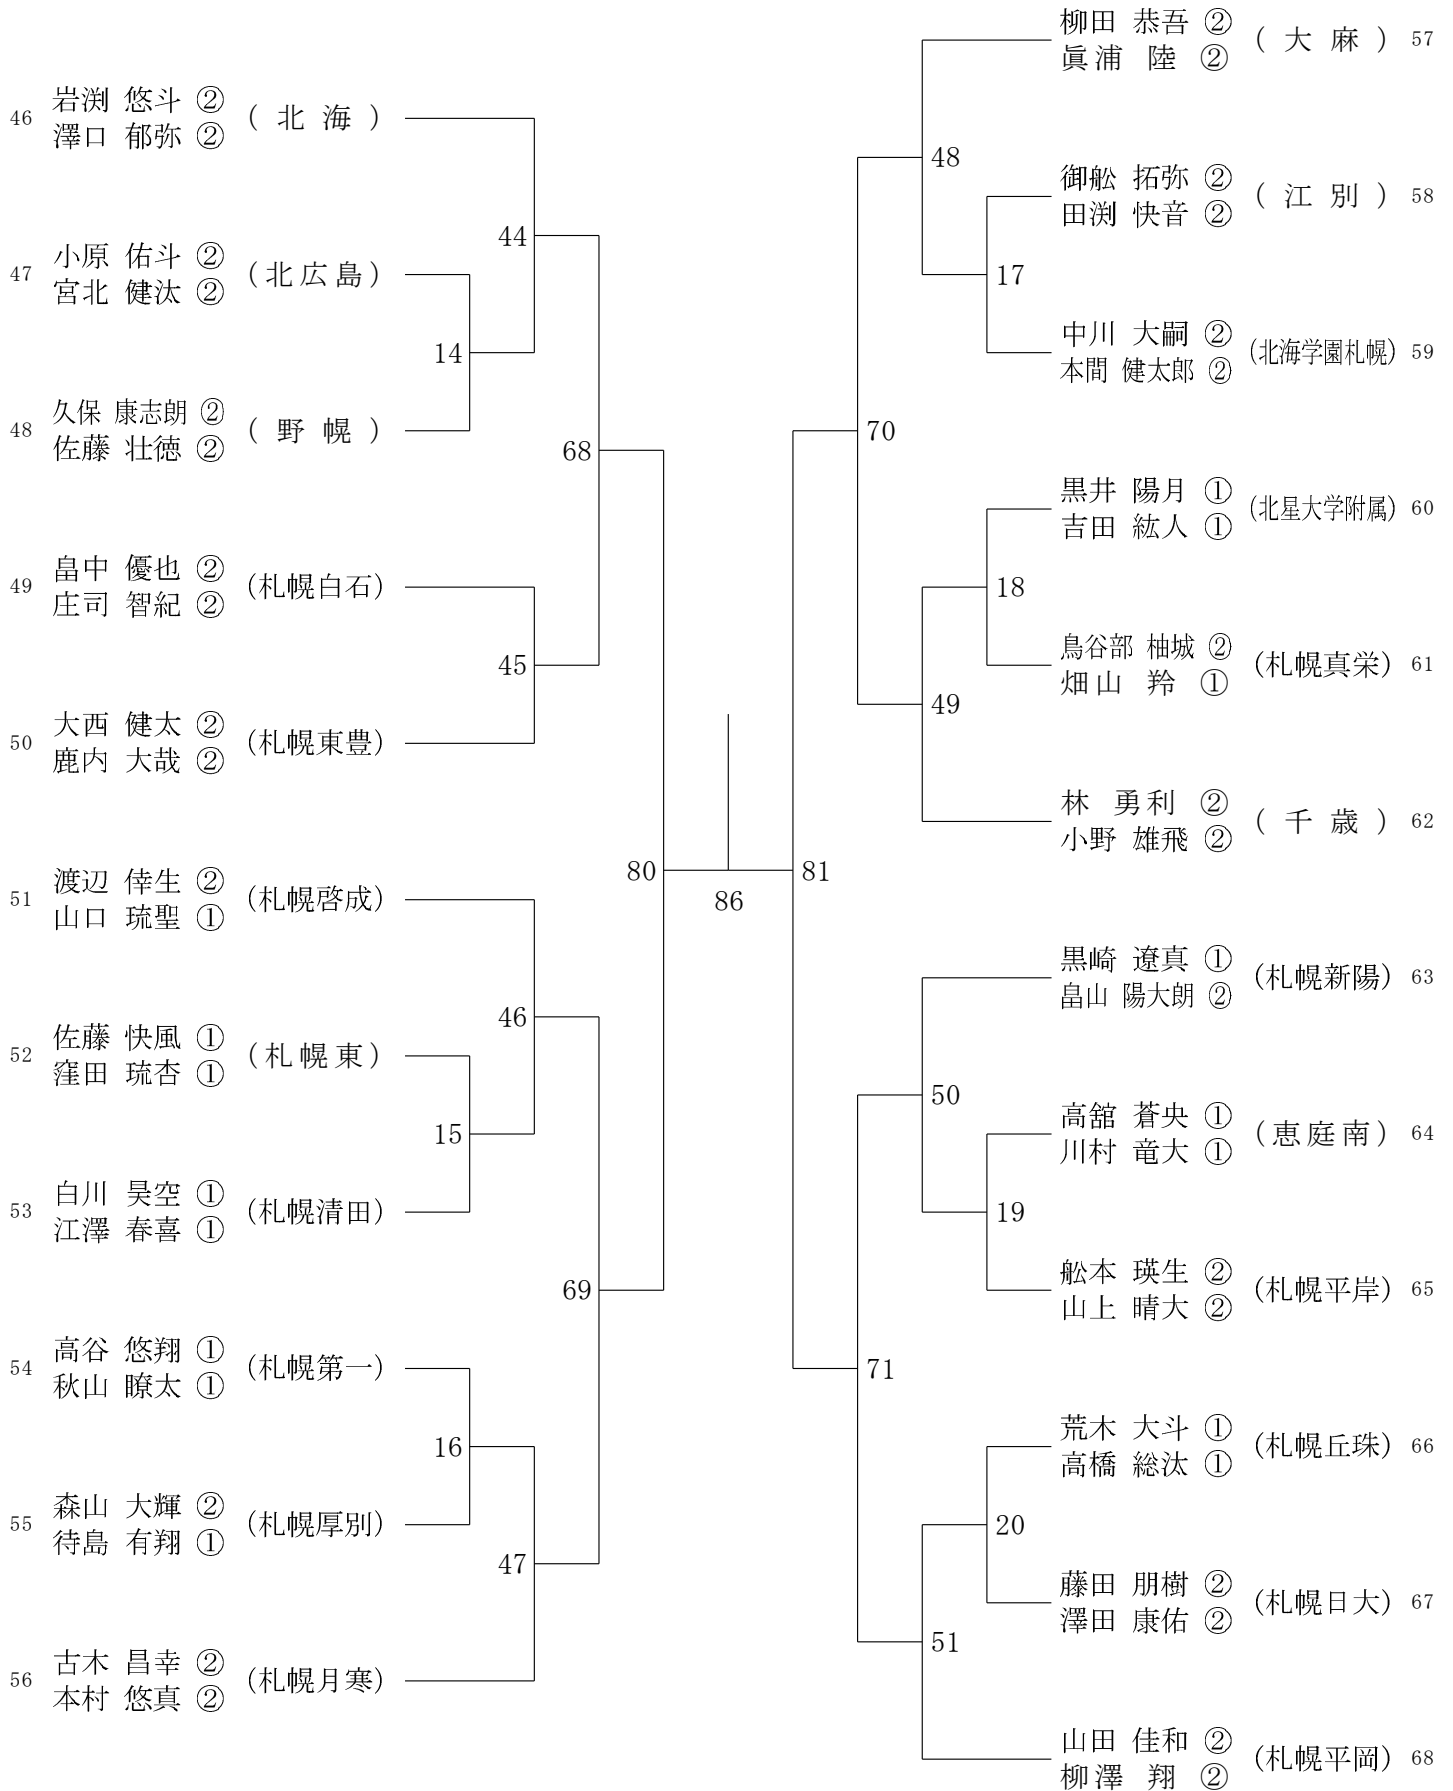 46 岩渕 悠斗 ② ( 北 海 )
澤口 郁弥 ②
47 小原 佑斗 ② (北広島)
宮北 健汰 ②
48 久保 康志朗 ② ( 野 幌 )
佐藤 壮徳 ②
49 畠中 優也 ② (札幌白石)
庄司 智紀 ②
50 大西 健太 ② (札幌東豊)
鹿内 大哉 ②
51 渡辺 倖生 ② (札幌啓成)
山口 琉聖 ①
52 佐藤 快風 ① (札幌東)
窪田 琉杏 ①
53 白川 昊空 ① (札幌清田)
江澤 春喜 ①
54 高谷 悠翔 ① (札幌第一)
秋山 瞭太 ①
55 森山 大輝 ② (札幌厚別)
待島 有翔 ①
56 古木 昌幸 ② (札幌月寒)
本村 悠真 ②
44
14
68
45
80
46
15
69
16
47
86
81
48
17
70
18
49
50
19
71
20
51
柳田 恭吾 ② ( 大 麻 ) 57
眞浦 陸 ②
御舩 拓弥 ② ( 江 別 ) 58
田渕 快音 ②
中川 大嗣 ② (北海学園札幌) 59
本間 健太郎 ②
黒井 陽月 ① (北星大学附属) 60
吉田 紘人 ①
鳥谷部 柚城 ② (札幌真栄) 61
畑山 羚 ①
林 勇利 ② ( 千 歳 ) 62
小野 雄飛 ②
黒崎 遼真 ① (札幌新陽) 63
畠山 陽大朗 ②
高舘 蒼央 ① (恵庭南) 64
川村 竜大 ①
舩本 瑛生 ② (札幌平岸) 65
山上 晴大 ②
荒木 大斗 ① (札幌丘珠) 66
高橋 総汰 ①
藤田 朋樹 ② (札幌日大) 67
澤田 康佑 ②
山田 佳和 ② (札幌平岡) 68
柳澤 翔 ②